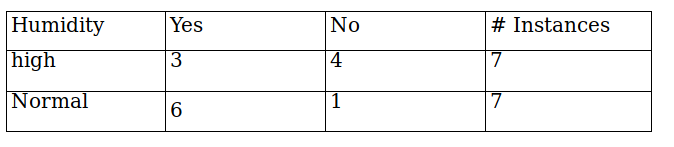 Humidity Yes No # Instances
high 3 4 7
Normal 6 1 7